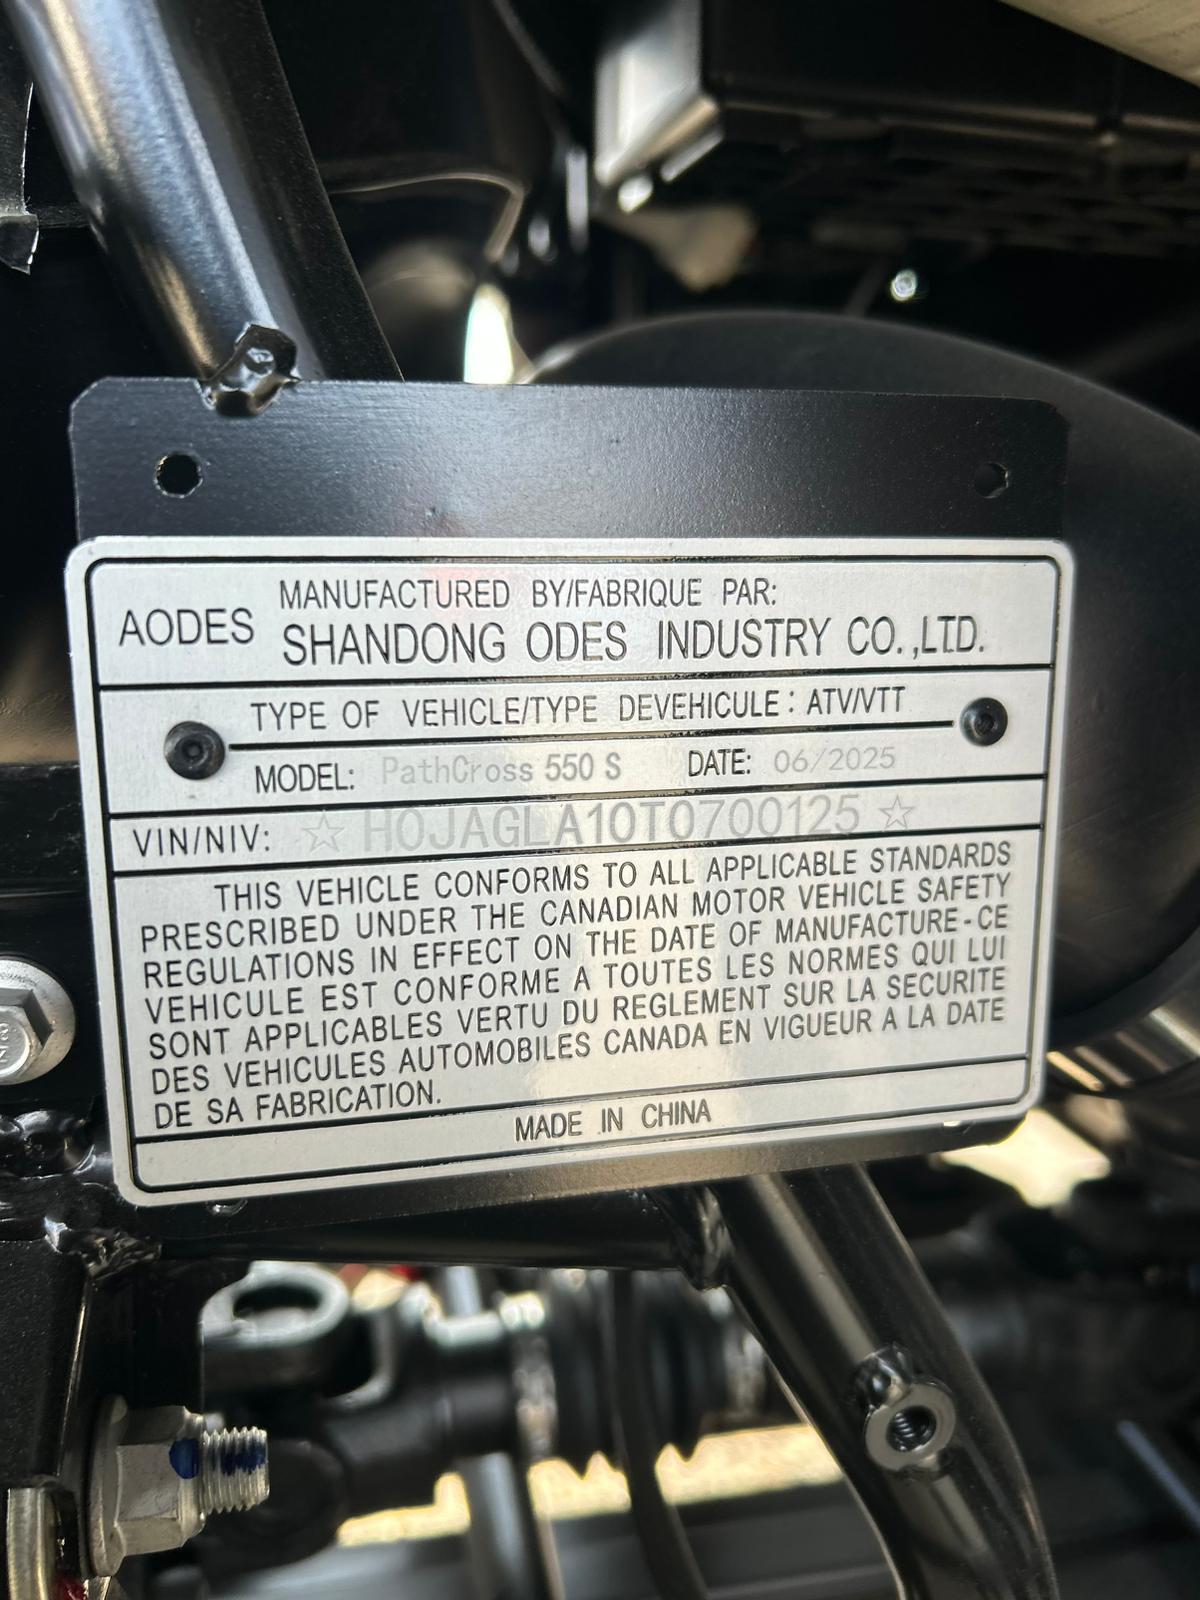 AODES
MANUFACTURED BY/FABRIQUE PAR:
SHANDONG ODES INDUSTRY CO.,LTD.
TYPE OF VEHICLE/TYPE DEVEHICULE: ATV/VTT
MODEL: PathCross 550 S DATE: 06/2025
VIN/NIV: ☆ H0JAGLA10T0700125 ☆
THIS VEHICLE CONFORMS TO ALL APPLICABLE STANDARDS
PRESCRIBED UNDER THE CANADIAN MOTOR VEHICLE SAFETY
REGULATIONS IN EFFECT ON THE DATE OF MANUFACTURE-CE
VEHICULE EST CONFORME A TOUTES LES NORMES QUI LUI
SONT APPLICABLES VERTU DU REGLEMENT SUR LA SECURITE
DES VEHICULES AUTOMOBILES CANADA EN VIGUEUR A LA DATE
DE SA FABRICATION.
MADE IN CHINA